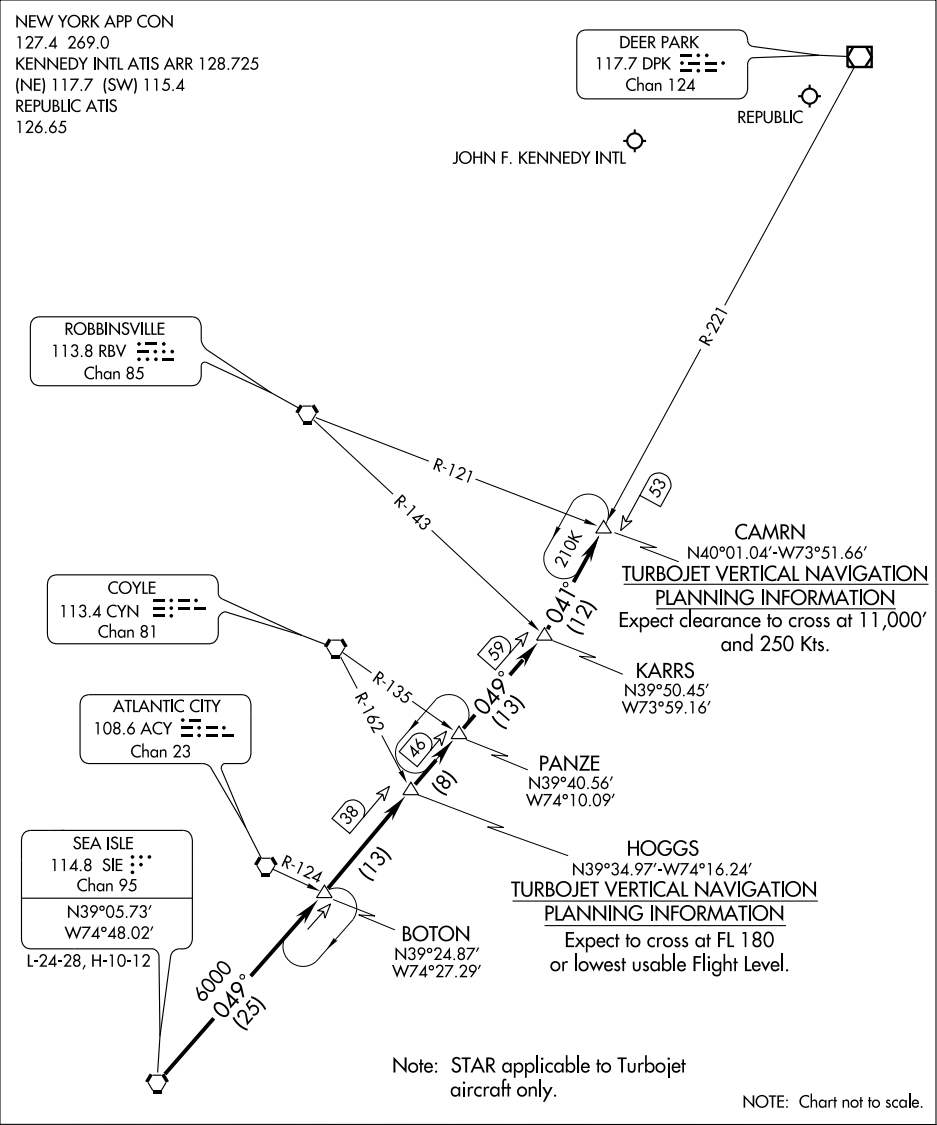 NEW YORK APP CON
127.4 269.0
KENNEDY INTL ATIS ARR 128.725
(NE) 117.7 (SW) 115.4
REPUBLIC ATIS
126.65
DEER PARK
117.7 DPK
Chan 124
REPUBLIC
JOHN F. KENNEDY INTL
R-221
ROBBINSVILLE
113.8 RBV
Chan 85
R-121
R-143
53
210K
CAMRN
N40°01.04'-W73°51.66'
TURBOJET VERTICAL NAVIGATION
PLANNING INFORMATION
Expect clearance to cross at 11,000'
and 250 Kts.
041°
(12)
COYLE
113.4 CYN
Chan 81
R-135
R-162
59
KARRS
N39°50.45'
W73°59.16'
049°
(13)
ATLANTIC CITY
108.6 ACY
Chan 23
46
PANZE
N39°40.56'
W74°10.09'
(8)
38
HOGGS
N39°34.97'-W74°16.24'
TURBOJET VERTICAL NAVIGATION
PLANNING INFORMATION
Expect to cross at FL 180
or lowest usable Flight Level.
(13)
R-124
SEA ISLE
114.8 SIE
Chan 95
N39°05.73'
W74°48.02'
L-24-28, H-10-12
BOTON
N39°24.87'
W74°27.29'
6000
049°
(25)
Note: STAR applicable to Turbojet
aircraft only.
NOTE: Chart not to scale.